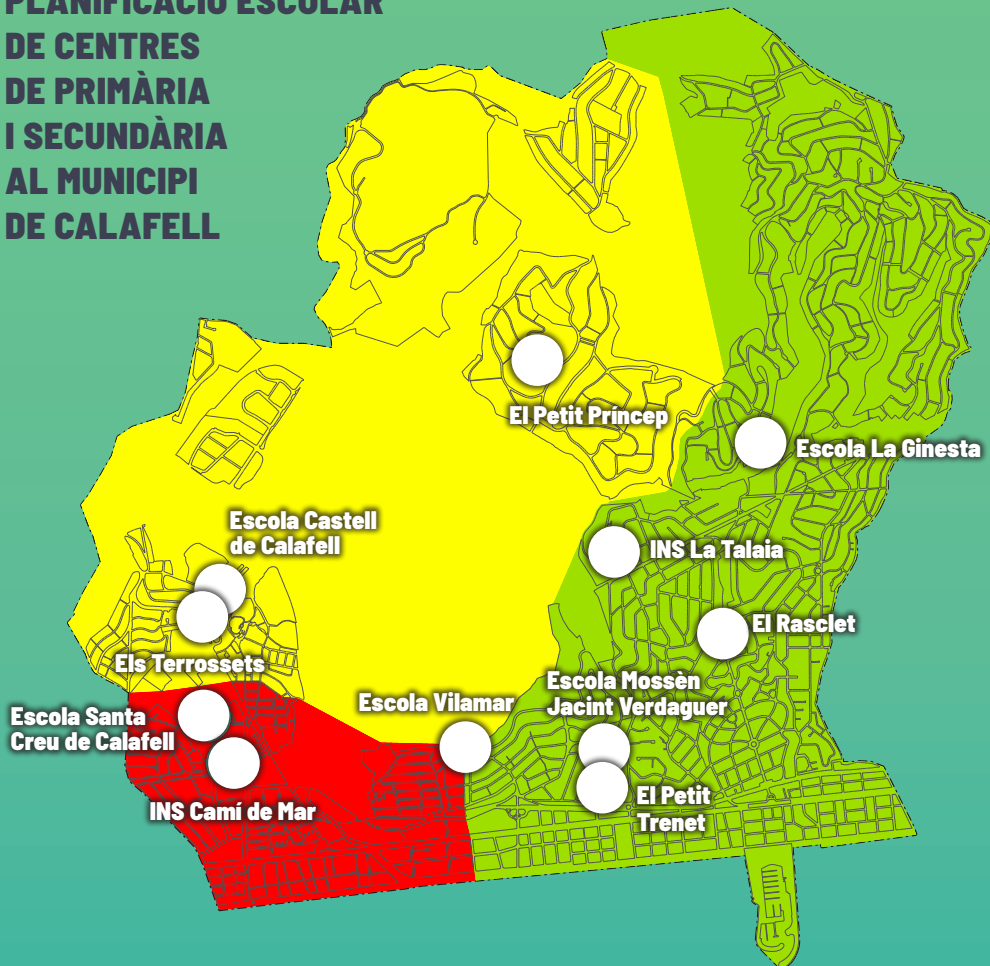 PLANIFICACIÓ ESCOLAR
DE CENTRES
DE PRIMÀRIA
I SECUNDÀRIA
AL MUNICIPI
DE CALAFELL
El Petit Príncep
Escola La Ginesta
Escola Castell
de Calafell
INS La Talaia
El Rasclet
Els Terrossets
Escola Mossèn
Jacint Verdaguer
Escola Vilamar
Escola Santa
Creu de Calafell
El Petit
Trenet
INS Camí de Mar